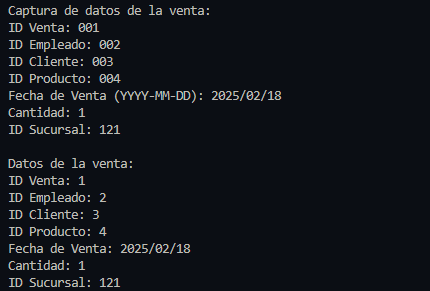 Captura de datos de la venta:
ID Venta: 001
ID Empleado: 002
ID Cliente: 003
ID Producto: 004
Fecha de Venta (YYYY-MM-DD): 2025/02/18
Cantidad: 1
ID Sucursal: 121

Datos de la venta:
ID Venta: 1
ID Empleado: 2
ID Cliente: 3
ID Producto: 4
Fecha de Venta: 2025/02/18
Cantidad: 1
ID Sucursal: 121